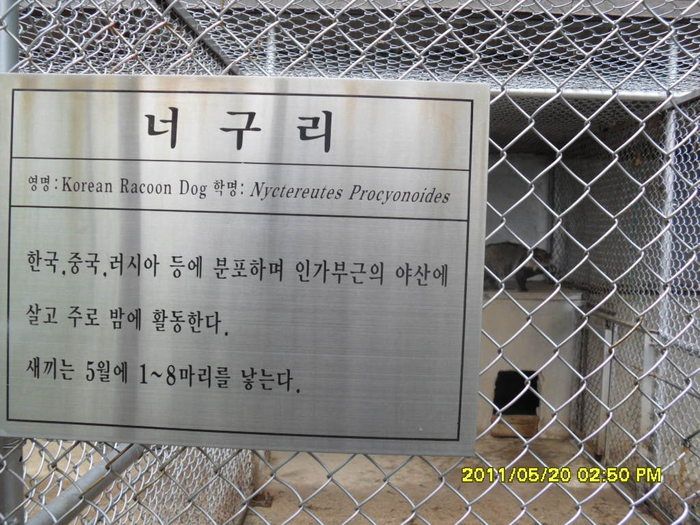 너 구 리
영명:Korean Racoon Dog 학명: Nyctereutes Procyonoides
한국.중국.러시아 등에 분포하며 인가부근의 야산에
살고 주로 밤에 활동한다.
새끼는 5월에 1~8마리를 낳는다.
2011/05/20 02:50 PM